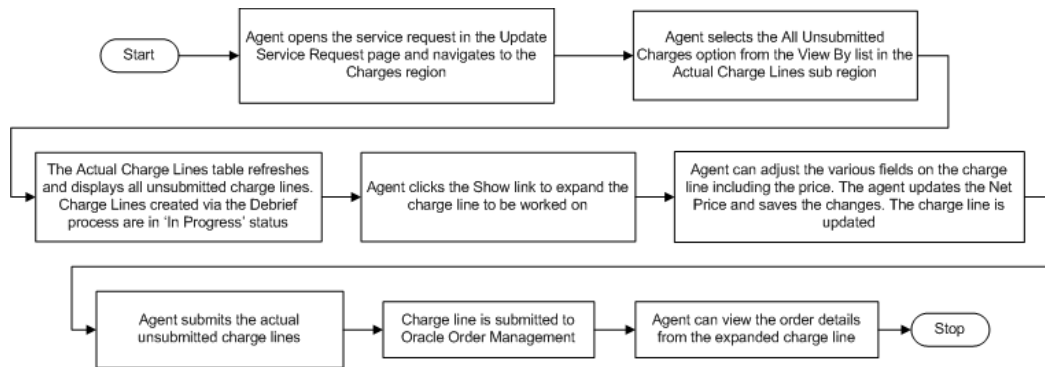 Start
Agent opens the service request in the Update
Service Request page and navigates to the
Charges region
Agent selects the All Unsubmitted
Charges option from the View By list in the
Actual Charge Lines sub region
The Actual Charge Lines table refreshes
and displays all unsubmitted charge lines.
Charge Lines created via the Debrief
process are in ‘In Progress’ status
Agent clicks the Show link to expand the
charge line to be worked on
Agent can adjust the various fields on the charge
line including the price. The agent updates the Net
Price and saves the changes. The charge line is
updated
Agent submits the actual
unsubmitted charge lines
Charge line is submitted to
Oracle Order Management
Agent can view the order details
from the expanded charge line
Stop